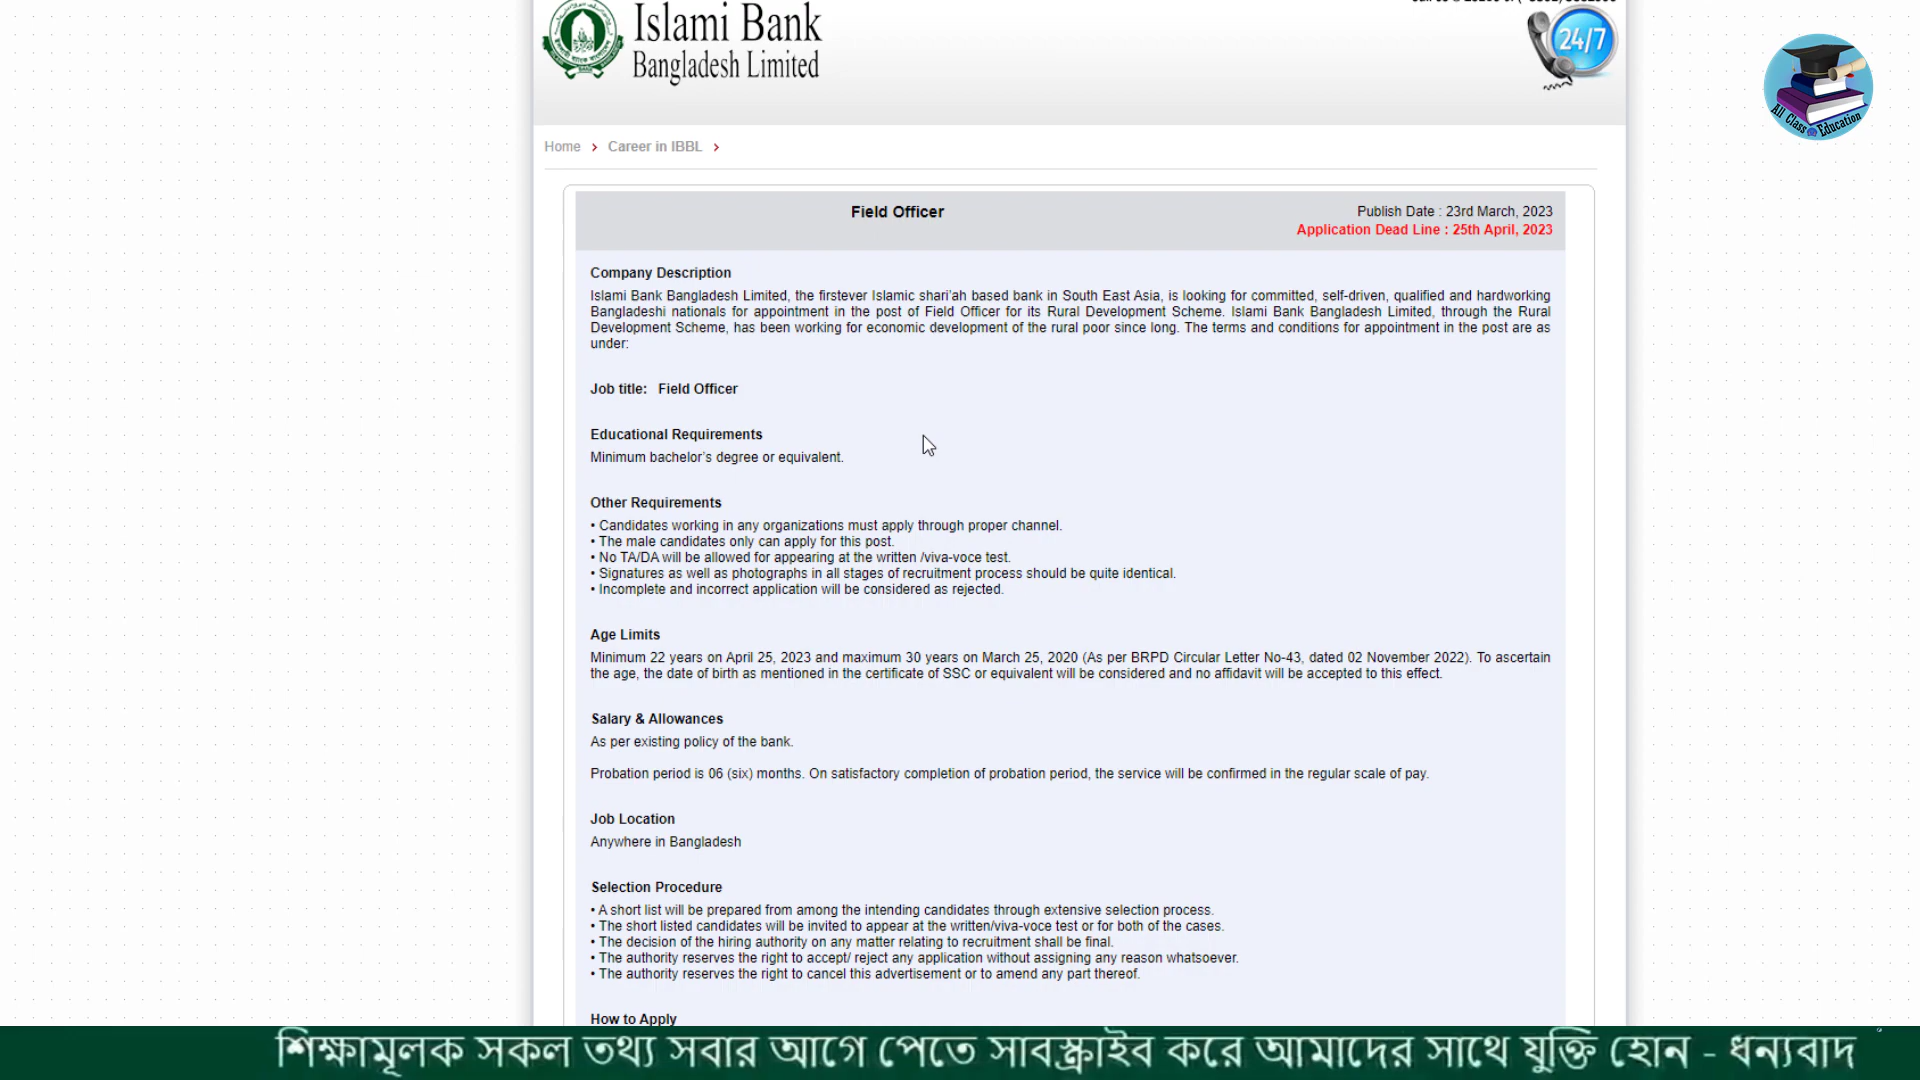 Islami Bank
Bangladesh Limited
24/7
All Class Education
Home > Career in IBBL >
Field Officer
Publish Date : 23rd March, 2023
Application Dead Line : 25th April, 2023
Company Description
Islami Bank Bangladesh Limited, the firstever Islamic shari'ah based bank in South East Asia, is looking for committed, self-driven, qualified and hardworking
Bangladeshi nationals for appointment in the post of Field Officer for its Rural Development Scheme. Islami Bank Bangladesh Limited, through the Rural
Development Scheme, has been working for economic development of the rural poor since long. The terms and conditions for appointment in the post are as
under:
Job title: Field Officer
Educational Requirements
Minimum bachelor's degree or equivalent.
Other Requirements
• Candidates working in any organizations must apply through proper channel.
• The male candidates only can apply for this post.
• No TA/DA will be allowed for appearing at the written /viva-voce test.
• Signatures as well as photographs in all stages of recruitment process should be quite identical.
• Incomplete and incorrect application will be considered as rejected.
Age Limits
Minimum 22 years on April 25, 2023 and maximum 30 years on March 25, 2020 (As per BRPD Circular Letter No-43, dated 02 November 2022). To ascertain
the age, the date of birth as mentioned in the certificate of SSC or equivalent will be considered and no affidavit will be accepted to this effect.
Salary & Allowances
As per existing policy of the bank.
Probation period is 06 (six) months. On satisfactory completion of probation period, the service will be confirmed in the regular scale of pay.
Job Location
Anywhere in Bangladesh
Selection Procedure
• A short list will be prepared from among the intending candidates through extensive selection process.
• The short listed candidates will be invited to appear at the written/viva-voce test or for both of the cases.
• The decision of the hiring authority on any matter relating to recruitment shall be final.
• The authority reserves the right to accept/ reject any application without assigning any reason whatsoever.
• The authority reserves the right to cancel this advertisement or to amend any part thereof.
How to Apply
শিক্ষামূলক সকল তথ্য সবার আগে পেতে সাবস্ক্রাইব করে আমাদের সাথে যুক্তি হোন - ধন্যবাদ